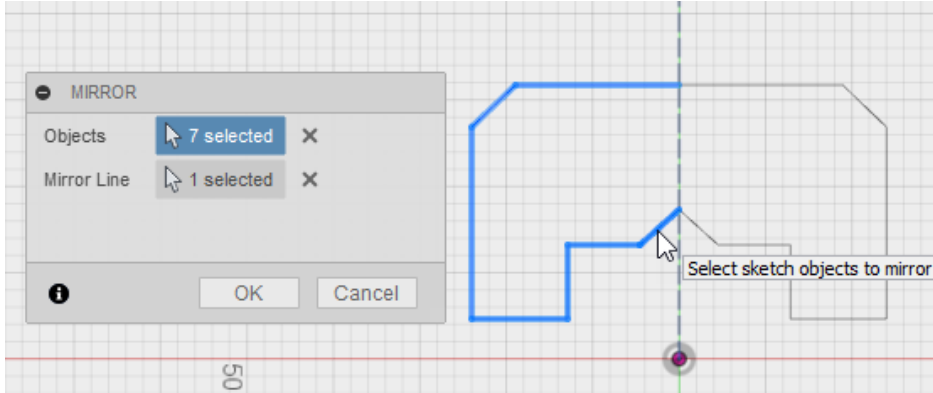 MIRROR
Objects 7 selected
Mirror Line 1 selected
OK Cancel
Select sketch objects to mirror
50